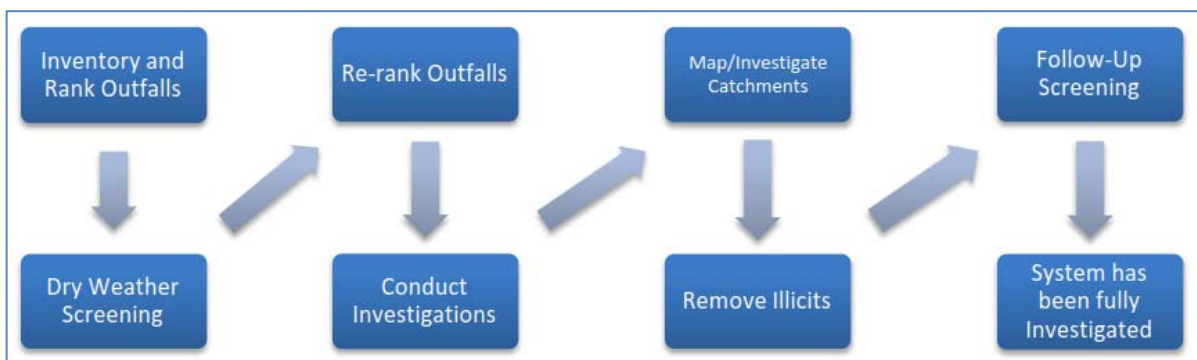 Inventory and
Rank Outfalls
Dry Weather
Screening
Re-rank Outfalls
Conduct
Investigations
Map/Investigate
Catchments
Remove Illicits
Follow-Up
Screening
System has
been fully
Investigated